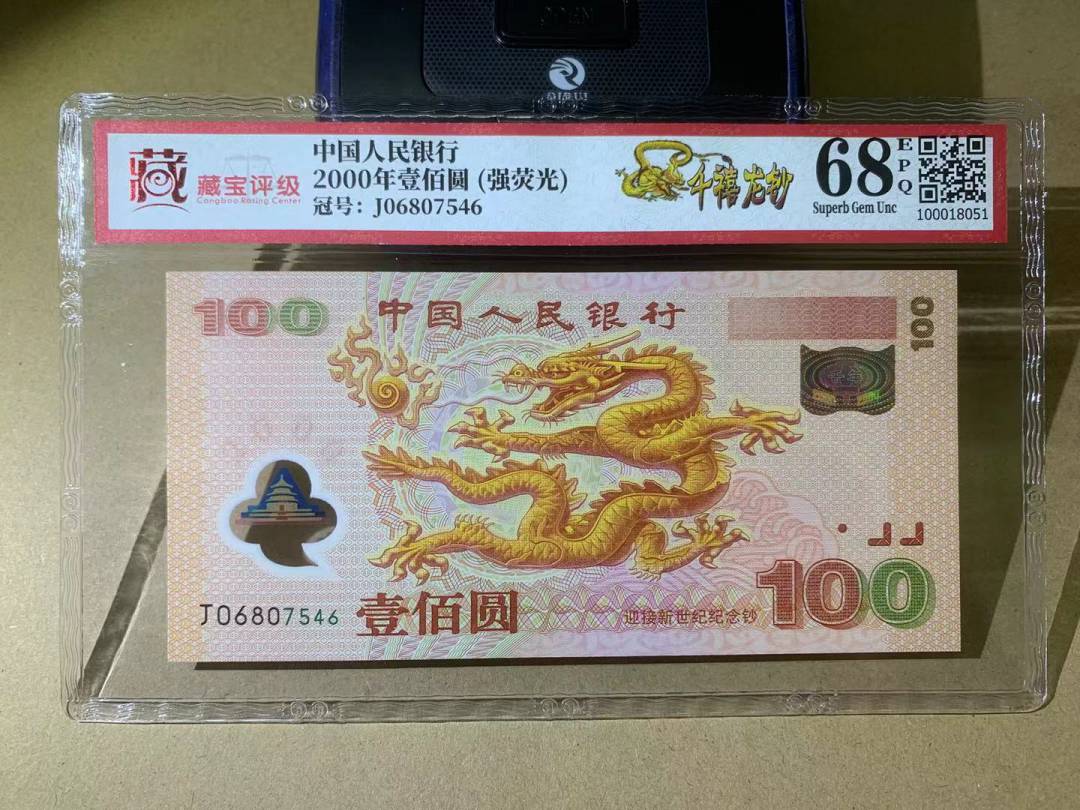 藏
藏宝评级
Cangbao Rating Center
中国人民银行
2000年壹佰圆 (强荧光)
冠号: J06807546
千禧龙钞
68
EPQ
Superb Gem Unc
100018051
100
中国人民银行
100
J06807546
壹佰圆
迎接新世纪纪念钞
100